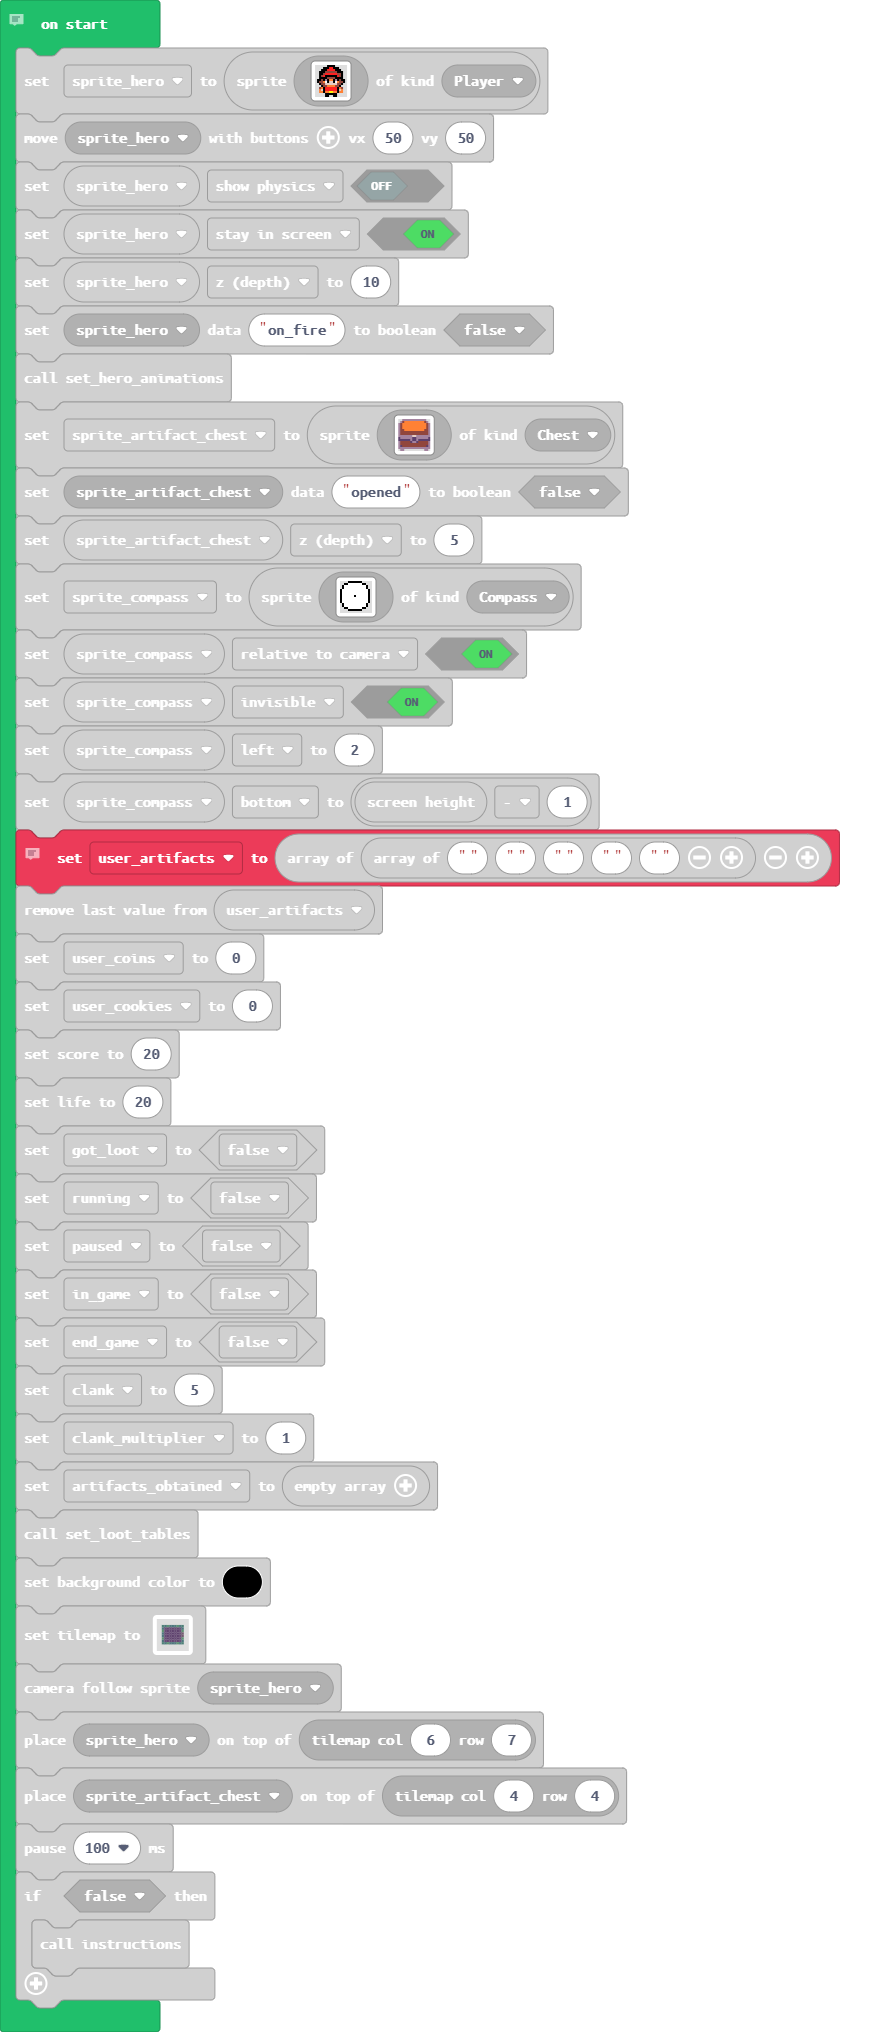 on start
set sprite_hero to sprite of kind Player
move sprite_hero with buttons vx 50 vy 50
set sprite_hero show physics OFF
set sprite_hero stay in screen ON
set sprite_hero z (depth) to 10
set sprite_hero data "on_fire" to boolean false
call set_hero_animations
set sprite_artifact_chest to sprite of kind Chest
set sprite_artifact_chest data "opened" to boolean false
set sprite_artifact_chest z (depth) to 5
set sprite_compass to sprite of kind Compass
set sprite_compass relative to camera ON
set sprite_compass invisible ON
set sprite_compass left to 2
set sprite_compass bottom to screen height - 1
set user_artifacts to array of array of "" "" "" "" ""
remove last value from user_artifacts
set user_coins to 0
set user_cookies to 0
set score to 20
set life to 20
set got_loot to false
set running to false
set paused to false
set in_game to false
set end_game to false
set clank to 5
set clank_multiplier to 1
set artifacts_obtained to empty array
call set_loot_tables
set background color to
set tilemap to
camera follow sprite sprite_hero
place sprite_hero on top of tilemap col 6 row 7
place sprite_artifact_chest on top of tilemap col 4 row 4
pause 100 ms
if false then
call instructions